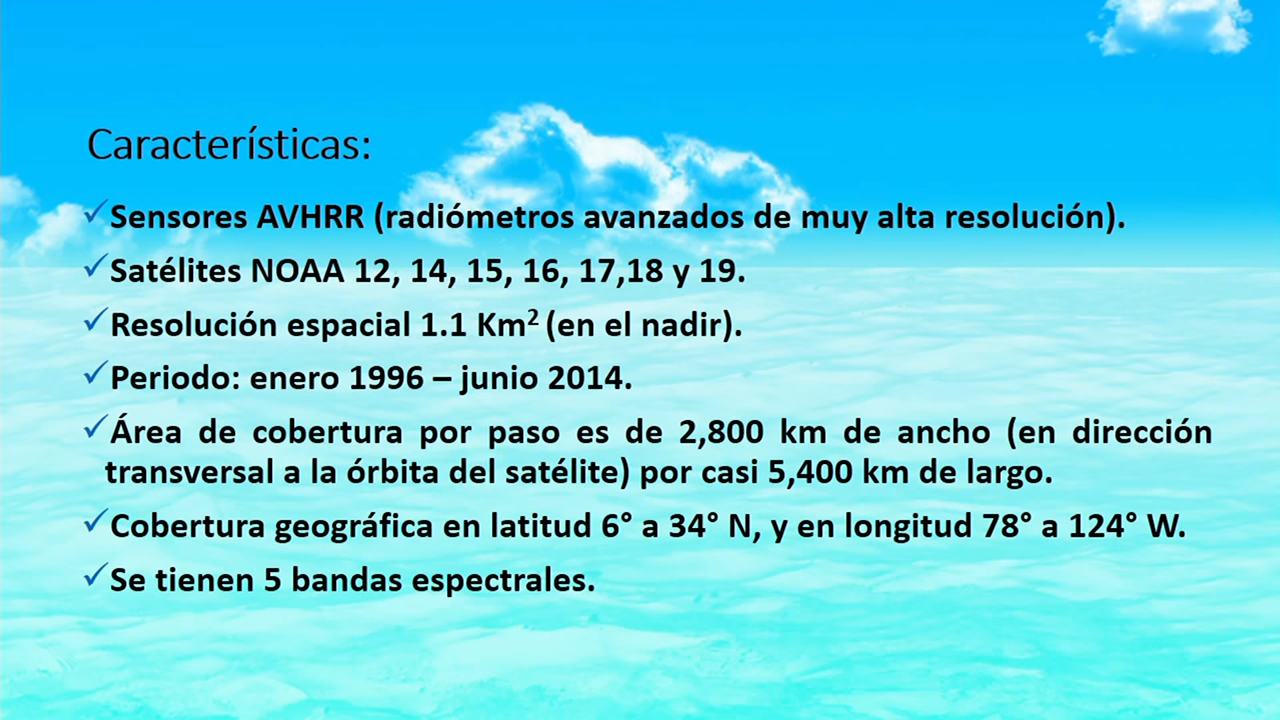 Características:
✓Sensores AVHRR (radiómetros avanzados de muy alta resolución).
✓Satélites NOAA 12, 14, 15, 16, 17,18 y 19.
✓Resolución espacial 1.1 Km² (en el nadir).
✓Periodo: enero 1996 – junio 2014.
✓Área de cobertura por paso es de 2,800 km de ancho (en dirección
transversal a la órbita del satélite) por casi 5,400 km de largo.
✓Cobertura geográfica en latitud 6° a 34° N, y en longitud 78° a 124° W.
✓Se tienen 5 bandas espectrales.